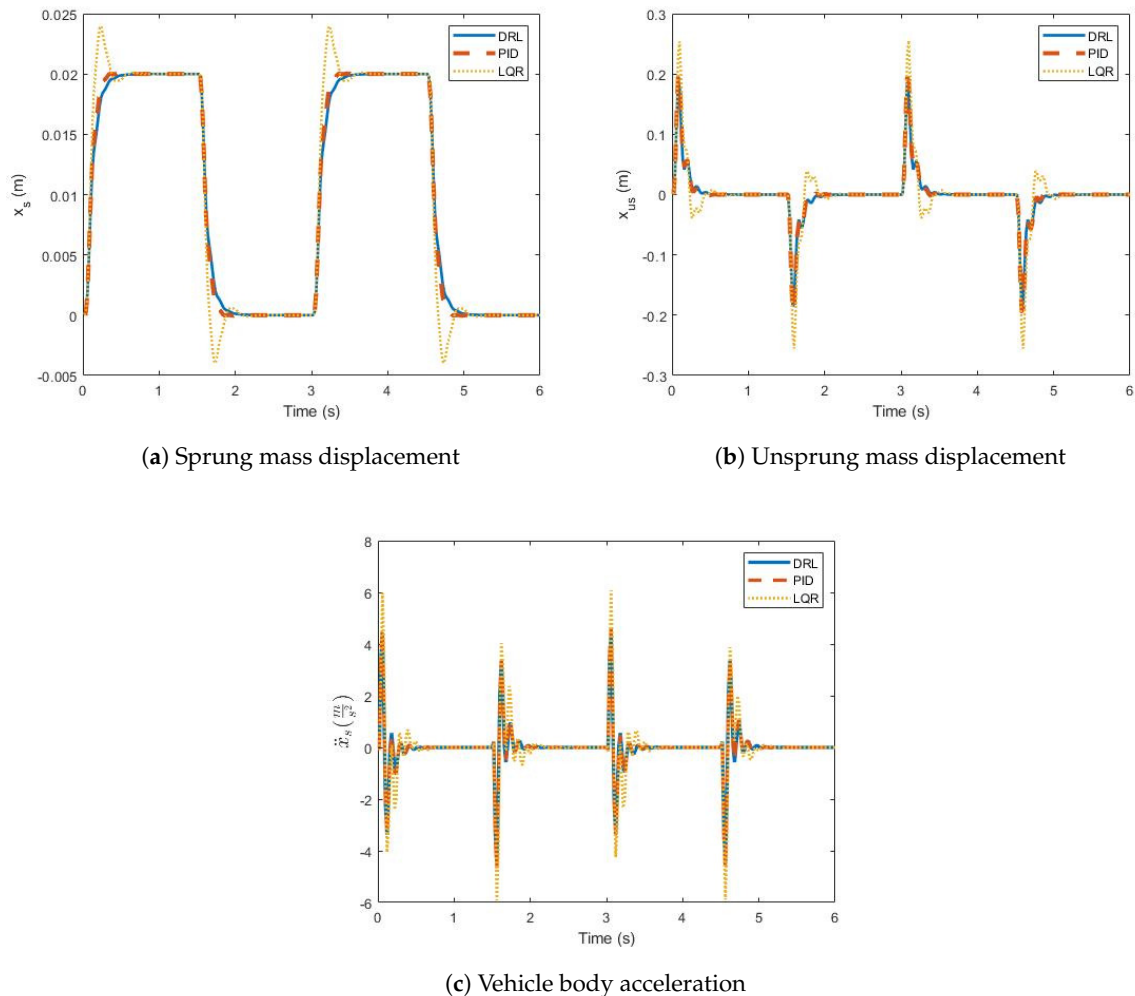 0.025
0.02
0.015
0.01
0.005
0
-0.005
x_s (m)
0 1 2 3 4 5 6
Time (s)
DRL
PID
LQR
(a) Sprung mass displacement
0.3
0.2
0.1
0
-0.1
-0.2
-0.3
x_us (m)
0 1 2 3 4 5 6
Time (s)
DRL
PID
LQR
(b) Unsprung mass displacement
8
6
4
2
0
-2
-4
-6
ẍ_s(m/s²)
0 1 2 3 4 5 6
Time (s)
DRL
PID
LQR
(c) Vehicle body acceleration